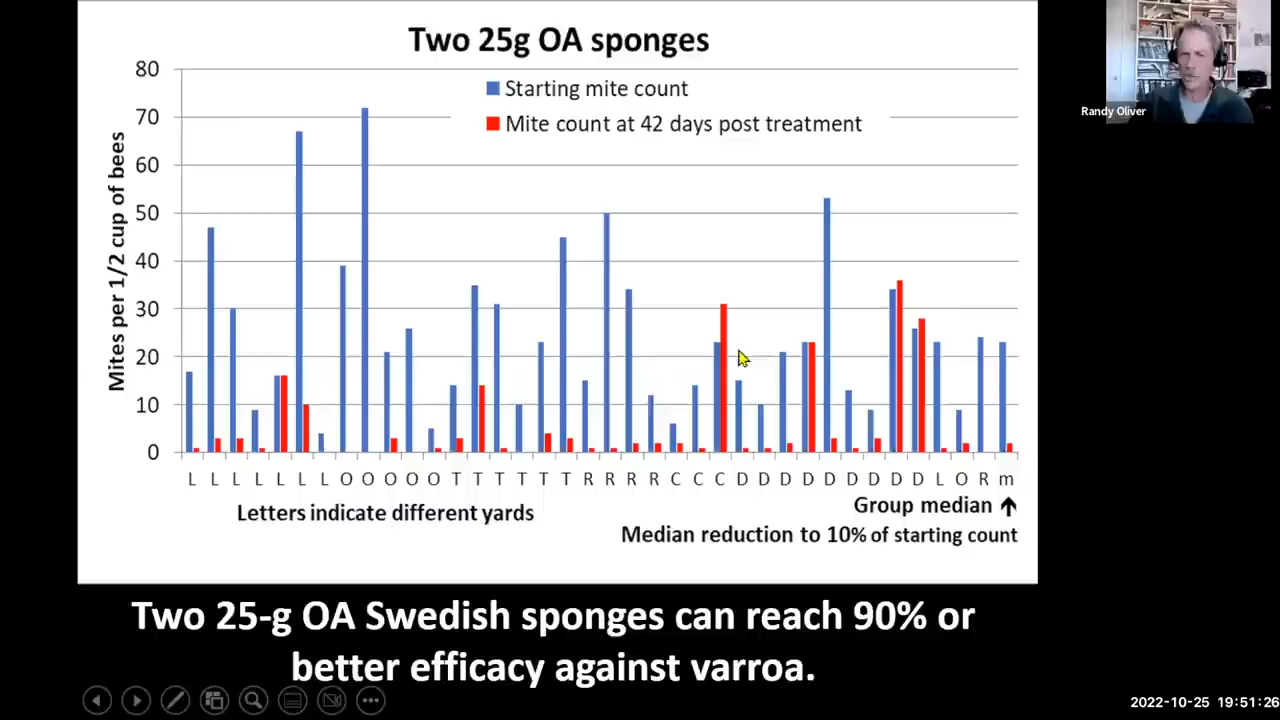 Two 25g OA sponges
Starting mite count
Mite count at 42 days post treatment
Mites per 1/2 cup of bees
80
70
60
50
40
30
20
10
0
L L L L L L L O O O O O T T T T T T R R R R C C C D D D D D D D D D L O R m
Letters indicate different yards
Group median ↑
Median reduction to 10% of starting count
Two 25-g OA Swedish sponges can reach 90% or
better efficacy against varroa.
Randy Oliver
2022-10-25 19:51:26